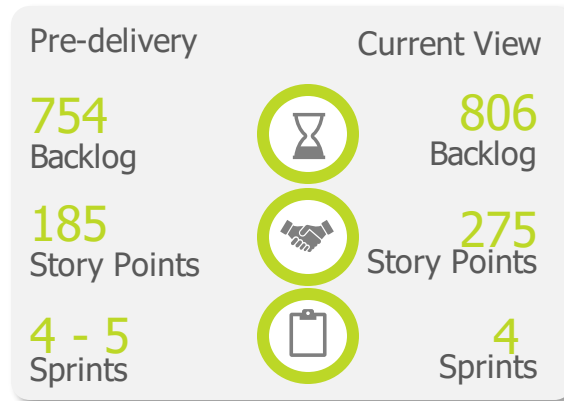 Pre-delivery
Current View
754
Backlog
806
Backlog
185
Story Points
275
Story Points
4 - 5
Sprints
4
Sprints